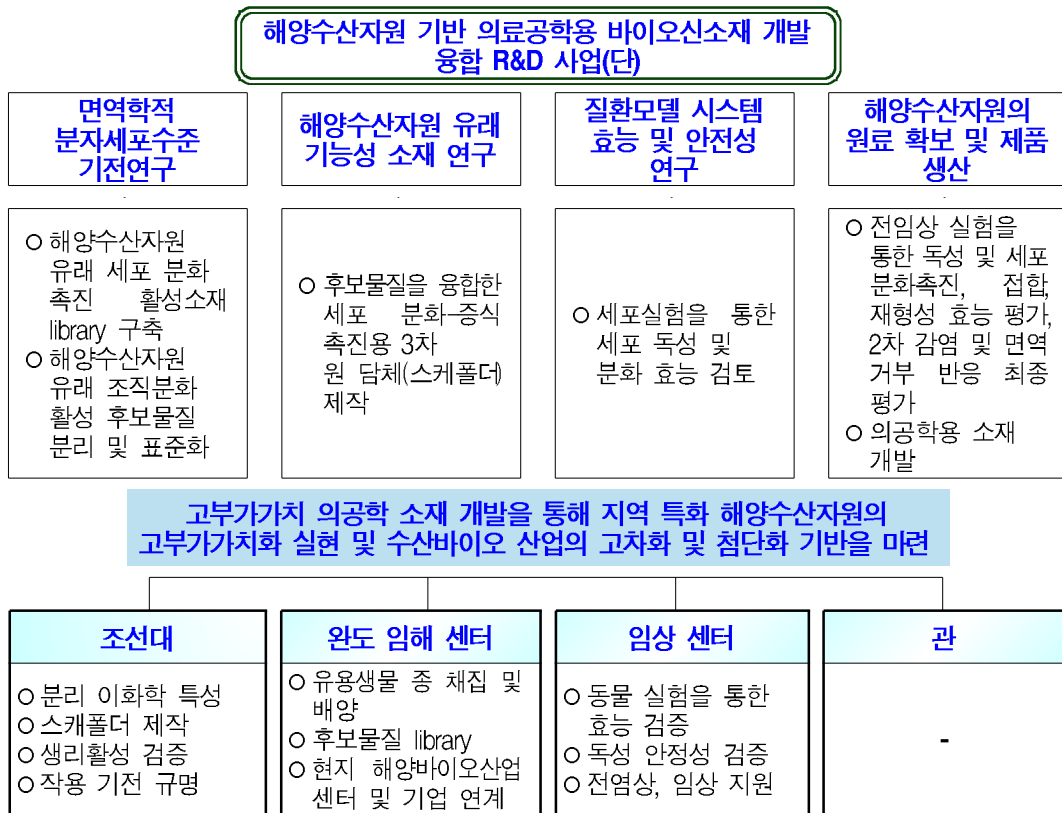 해양수산자원 기반 의료공학용 바이오신소재 개발
융합 R&D 사업(단)
면역학적
분자세포수준
기전연구
해양수산자원 유래
기능성 소재 연구
질환모델 시스템
효능 및 안전성
연구
해양수산자원의
원료 확보 및 제품
생산
○ 해양수산자원
유래 세포 분화
촉진 활성소재
library 구축
○ 해양수산자원
유래 조직분화
활성 후보물질
분리 및 표준화
○ 후보물질을 융합한
세포 분화-증식
촉진용 3차
원 담체(스케폴더)
제작
○ 세포실험을 통한
세포 독성 및
분화 효능 검토
○ 전임상 실험을
통한 독성 및 세포
분화촉진, 접합,
재형성 효능 평가,
2차 감염 및 면역
거부 반응 최종
평가
○ 의공학용 소재
개발
고부가가치 의공학 소재 개발을 통해 지역 특화 해양수산자원의
고부가가치화 실현 및 수산바이오 산업의 고차화 및 첨단화 기반을 마련
조선대
○ 분리 이화학 특성
○ 스캐폴더 제작
○ 생리활성 검증
○ 작용 기전 규명
완도 임해 센터
○ 유용생물 종 채집 및
배양
○ 후보물질 library
○ 현지 해양바이오산업
센터 및 기업 연계
임상 센터
○ 동물 실험을 통한
효능 검증
○ 독성 안정성 검증
○ 전염상, 임상 지원
관
-